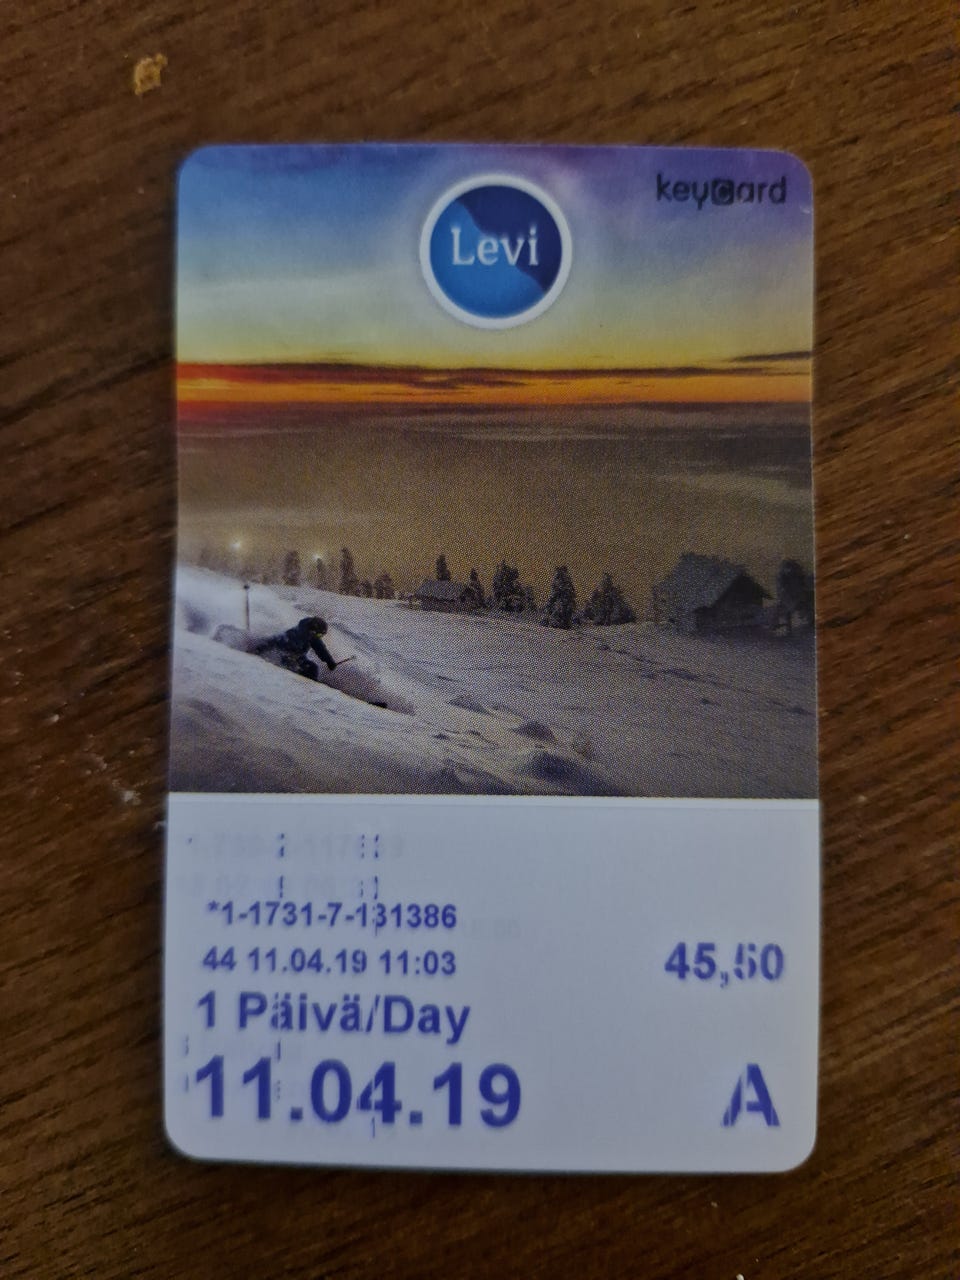 keycard
Levi
*1-1731-7-131386
44 11.04.19 11:03
45,50
1 Päivä/Day
11.04.19
A